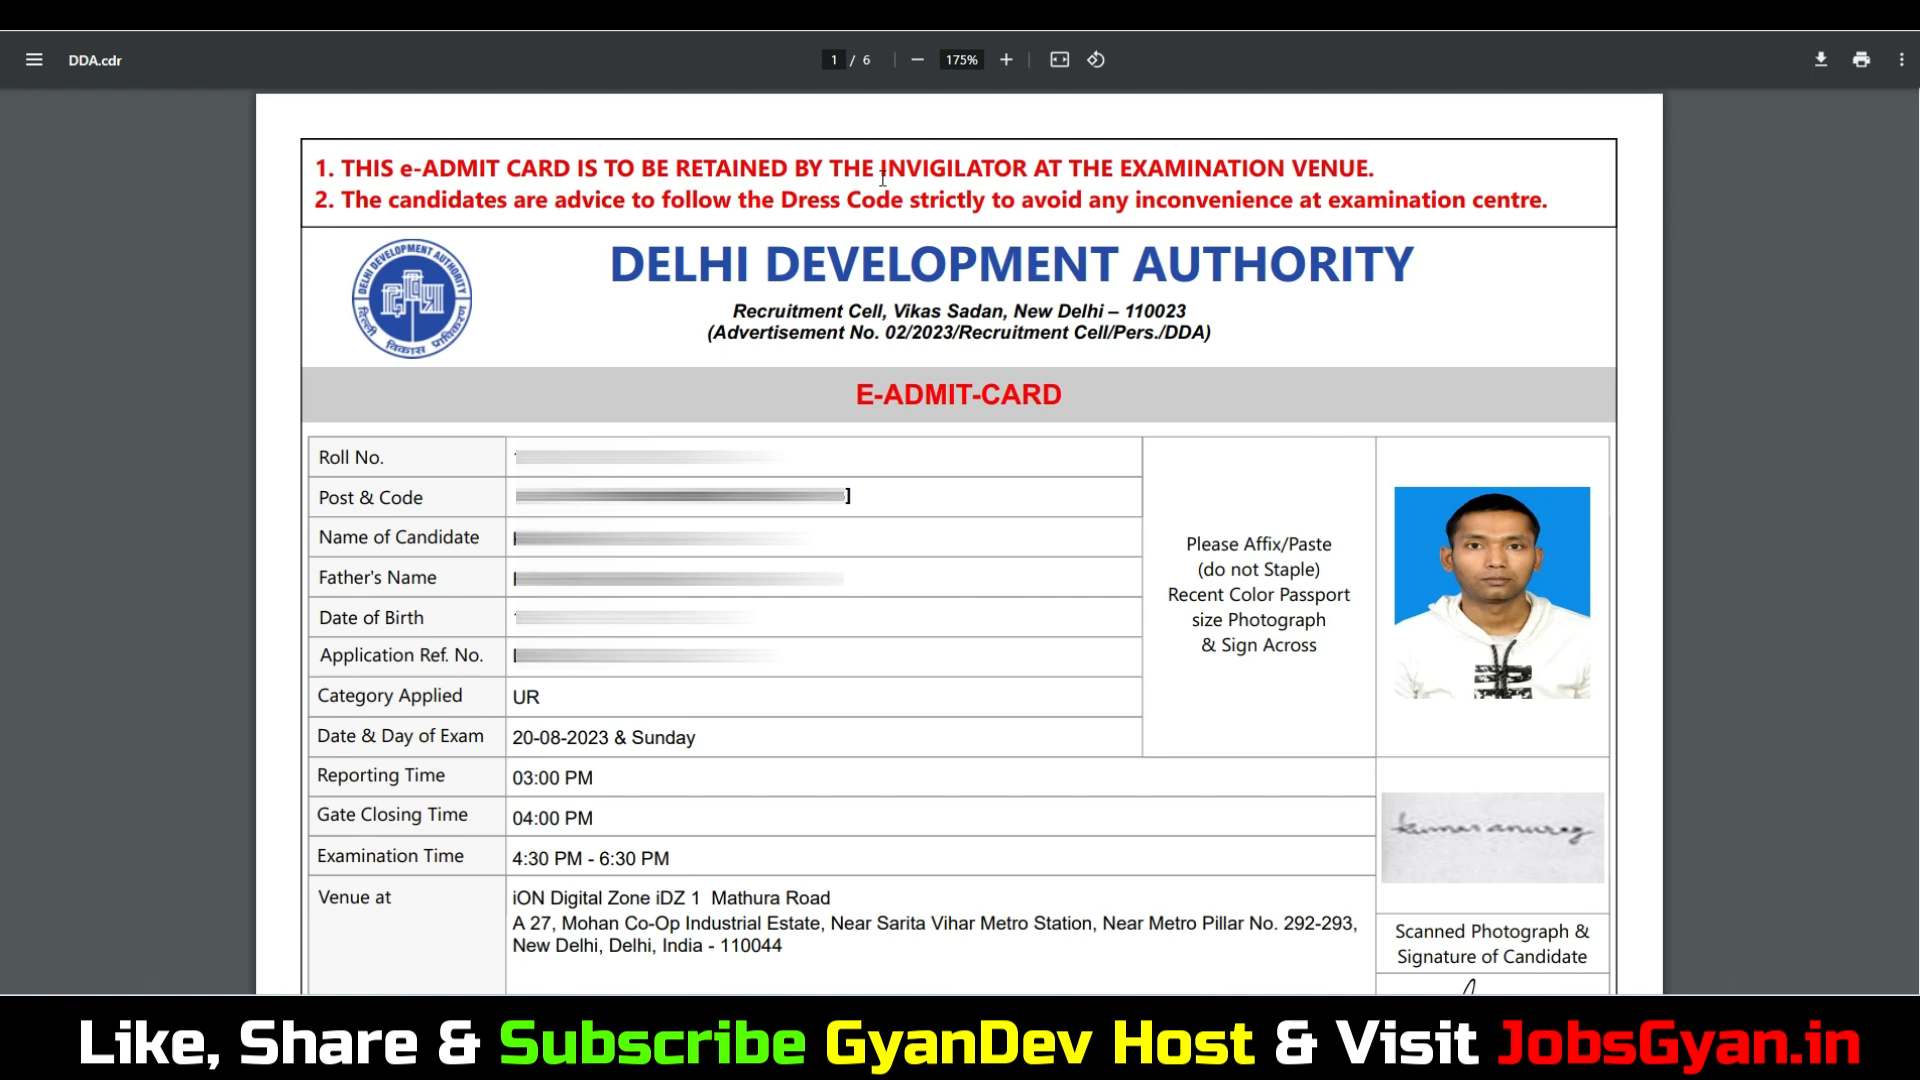 DDA.cdr
1 / 6
175%
1. THIS e-ADMIT CARD IS TO BE RETAINED BY THE INVIGILATOR AT THE EXAMINATION VENUE.
2. The candidates are advice to follow the Dress Code strictly to avoid any inconvenience at examination centre.
DELHI DEVELOPMENT AUTHORITY
दिल्ली विकास प्राधिकरण
DELHI DEVELOPMENT AUTHORITY
Recruitment Cell, Vikas Sadan, New Delhi – 110023
(Advertisement No. 02/2023/Recruitment Cell/Pers./DDA)
E-ADMIT-CARD
Roll No.
Post & Code ]
Name of Candidate
Father's Name
Date of Birth
Application Ref. No.
Category Applied UR
Date & Day of Exam 20-08-2023 & Sunday
Please Affix/Paste
(do not Staple)
Recent Color Passport
size Photograph
& Sign Across
Reporting Time 03:00 PM
Gate Closing Time 04:00 PM
Examination Time 4:30 PM - 6:30 PM
Venue at iON Digital Zone iDZ 1 Mathura Road
A 27, Mohan Co-Op Industrial Estate, Near Sarita Vihar Metro Station, Near Metro Pillar No. 292-293,
New Delhi, Delhi, India - 110044
kumar anurag
Scanned Photograph &
Signature of Candidate
Like, Share & Subscribe GyanDev Host & Visit JobsGyan.in